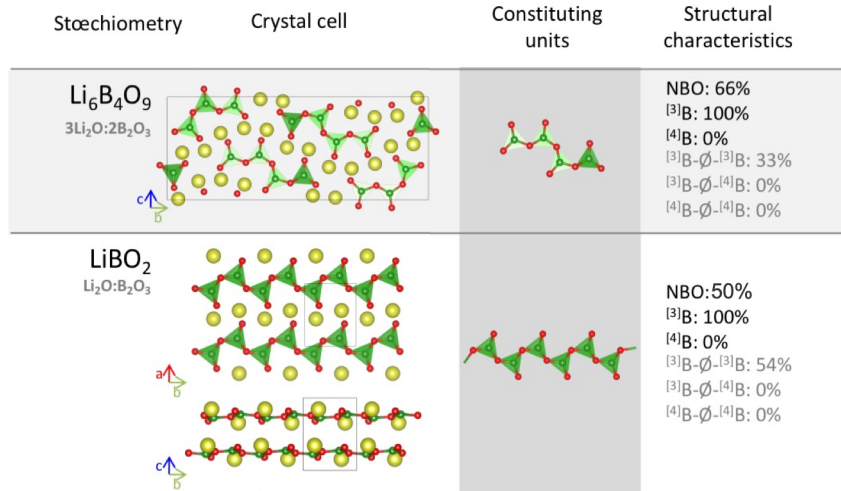 Stœchiometry
Crystal cell
Constituting
units
Structural
characteristics
Li₆B₄O₉
3Li₂O:2B₂O₃
c
b
NBO: 66%
[3]B: 100%
[4]B: 0%
[3]B-Ø-[3]B: 33%
[3]B-Ø-[4]B: 0%
[4]B-Ø-[4]B: 0%
LiBO₂
Li₂O:B₂O₃
a
b
c
b
NBO:50%
[3]B: 100%
[4]B: 0%
[3]B-Ø-[3]B: 54%
[3]B-Ø-[4]B: 0%
[4]B-Ø-[4]B: 0%